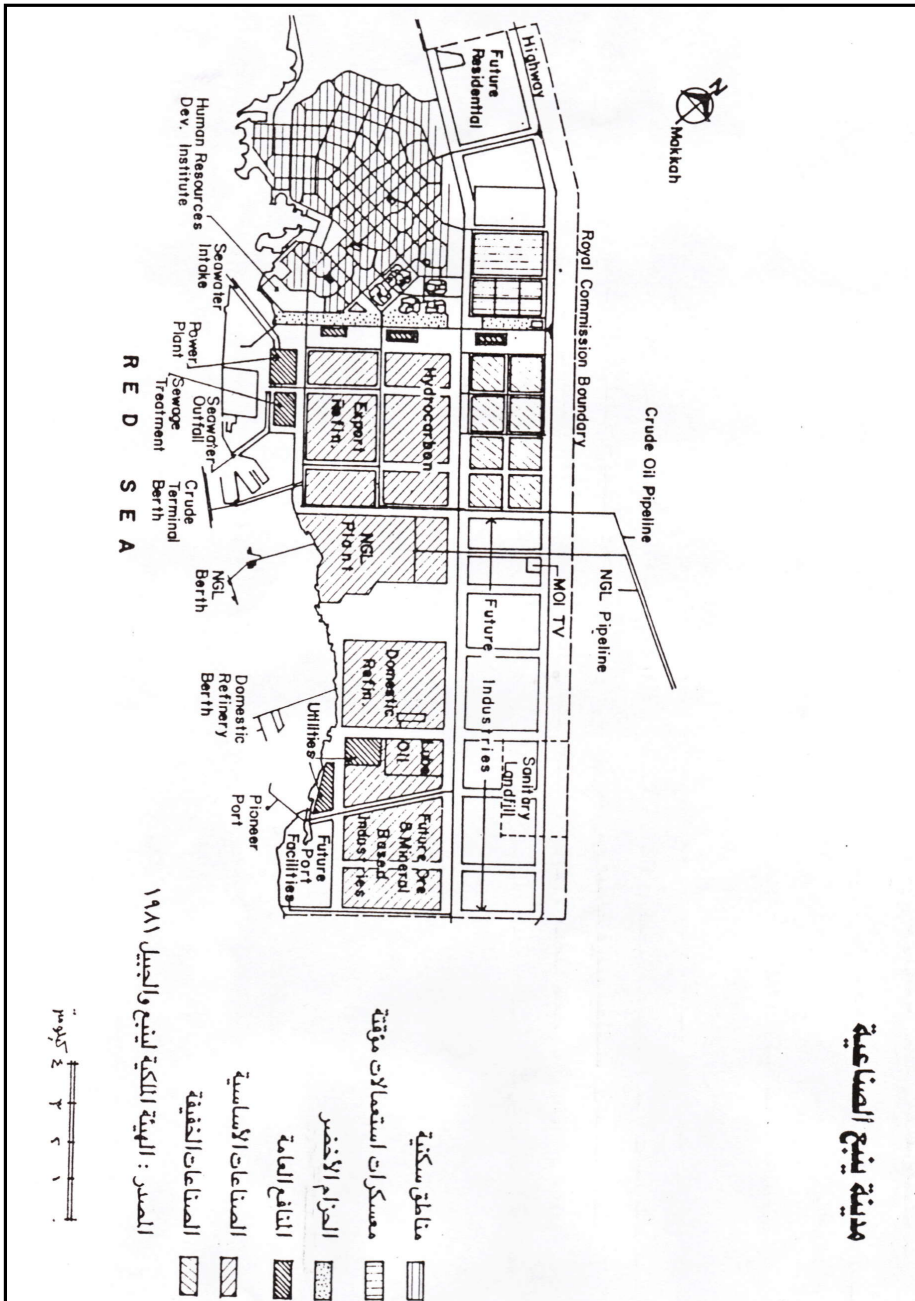 مدينة ينبع الصناعية
N
Makkah
Highway
Future
Residential
Royal Commission Boundary
Crude Oil Pipeline
NGL Pipeline
MOI TV
Human Resources
Dev. Institute
Seawater
Intake
Power
Plant
Sewage
Treatment
Seawater
Outfall
Crude
Terminal
Berth
NGL
Berth
Domestic
Refinery
Berth
Utilities
Pioneer
Port
RED SEA
Hydrocarbon
Export
Refin.
NGL
Plant
Future Industries
Sanitary
Landfill
Domestic
Refin.
Lube
Oil
Future Ore
& Mineral
Based
Industries
Future
Port
Facilities
مناطق سكنية
معسكرات استعمالات مؤقتة
الحزام الأخضر
المنافع العامة
الصناعات الأساسية
الصناعات الخفيفة
المصدر : الهيئة الملكية لينبع والجبيل ١٩٨١
١ ٢ ٣ ٤ كيلومتر